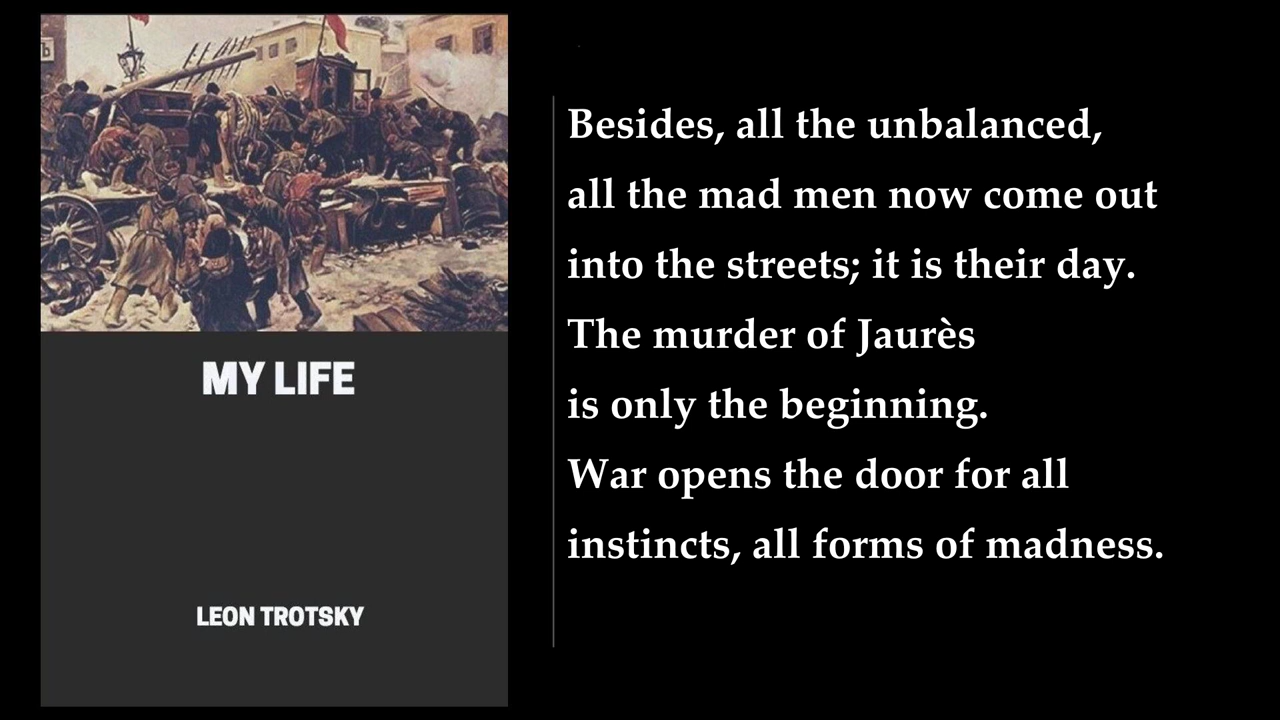 MY LIFE
LEON TROTSKY
Besides, all the unbalanced,
all the mad men now come out
into the streets; it is their day.
The murder of Jaurès
is only the beginning.
War opens the door for all
instincts, all forms of madness.